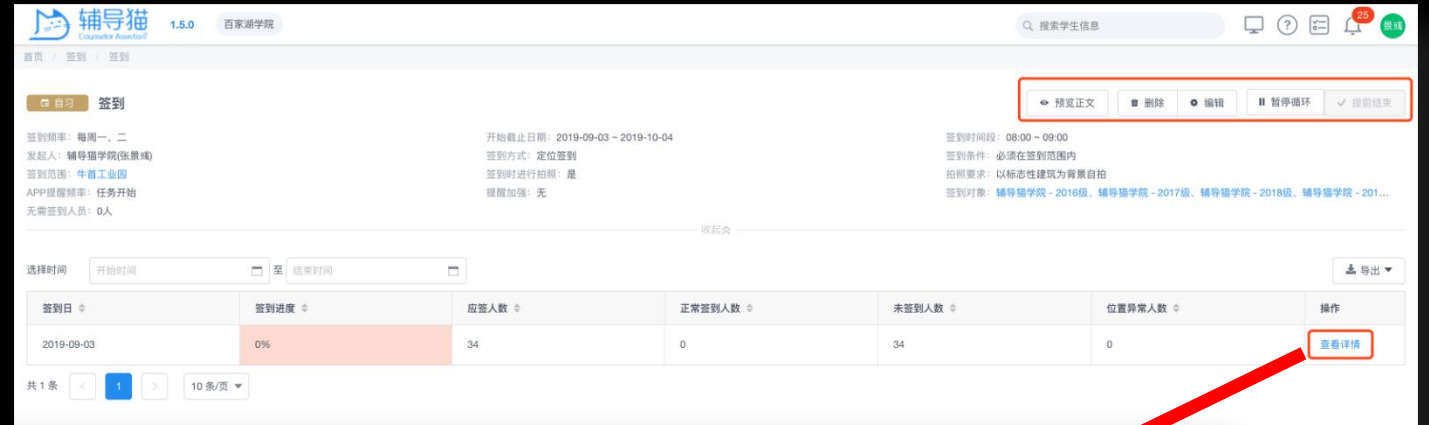 辅导猫 1.5.0 百家湖学院 搜索学生信息 25 景彧
Counselor Assistant
首页 / 签到 / 签到
自习 签到 预览正文 删除 编辑 暂停循环 提前结束
签到频率：每周一、二 开始截止日期：2019-09-03 ~ 2019-10-04 签到时间段：08:00 ~ 09:00
发起人：辅导猫学院(张景彧) 签到方式：定位签到 签到条件：必须在签到范围内
签到范围：牛首工业园 签到时进行拍照：是 拍照要求：以标志性建筑为背景自拍
APP提醒频率：任务开始 提醒加强：无 签到对象：辅导猫学院 - 2016级、辅导猫学院 - 2017级、辅导猫学院 - 2018级、辅导猫学院 - 201...
无需签到人员：0人
收起
选择时间 开始时间 至 结束时间 导出
签到日 签到进度 应签人数 正常签到人数 未签到人数 位置异常人数 操作
2019-09-03 0% 34 0 34 0 查看详情
共 1 条 < 1 > 10 条/页